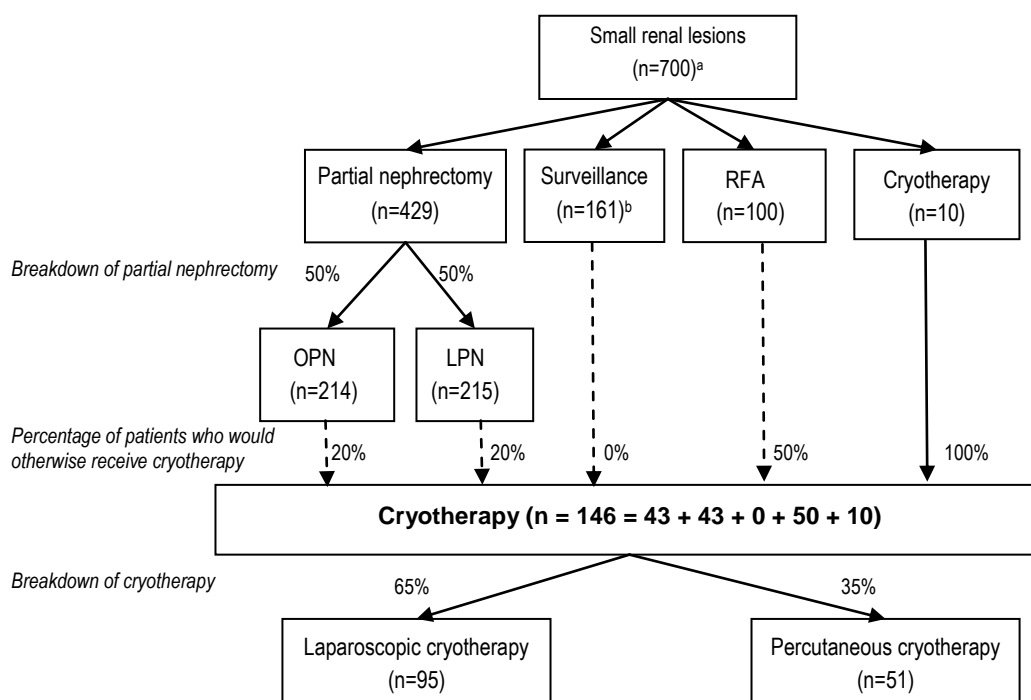 Small renal lesions
(n=700)ᵃ
Partial nephrectomy
(n=429)
Surveillance
(n=161)ᵇ
RFA
(n=100)
Cryotherapy
(n=10)
Breakdown of partial nephrectomy
50%
50%
OPN
(n=214)
LPN
(n=215)
Percentage of patients who would
otherwise receive cryotherapy
20%
20%
0%
50%
100%
Cryotherapy (n = 146 = 43 + 43 + 0 + 50 + 10)
Breakdown of cryotherapy
65%
35%
Laparoscopic cryotherapy
(n=95)
Percutaneous cryotherapy
(n=51)